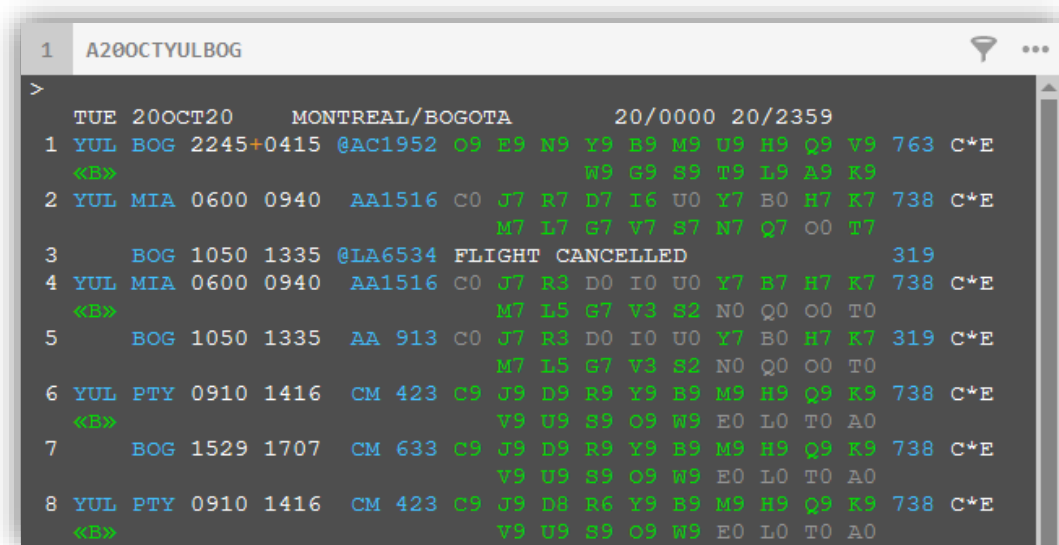 1 A20OCTYULBOG
>
TUE 20OCT20 MONTREAL/BOGOTA 20/0000 20/2359
1 YUL BOG 2245+0415 @AC1952 O9 E9 N9 Y9 B9 M9 U9 H9 Q9 V9 763 C*E
«B» W9 G9 S9 T9 L9 A9 K9
2 YUL MIA 0600 0940 AA1516 C0 J7 R7 D7 I6 U0 Y7 B0 H7 K7 738 C*E
M7 L7 G7 V7 S7 N7 Q7 O0 T7
3 BOG 1050 1335 @LA6534 FLIGHT CANCELLED 319
4 YUL MIA 0600 0940 AA1516 C0 J7 R3 D0 I0 U0 Y7 B7 H7 K7 738 C*E
«B» M7 L5 G7 V3 S2 N0 Q0 O0 T0
5 BOG 1050 1335 AA 913 C0 J7 R3 D0 I0 U0 Y7 B0 H7 K7 319 C*E
M7 L5 G7 V3 S2 N0 Q0 O0 T0
6 YUL PTY 0910 1416 CM 423 C9 J9 D9 R9 Y9 B9 M9 H9 Q9 K9 738 C*E
«B» V9 U9 S9 O9 W9 E0 L0 T0 A0
7 BOG 1529 1707 CM 633 C9 J9 D9 R9 Y9 B9 M9 H9 Q9 K9 738 C*E
V9 U9 S9 O9 W9 E0 L0 T0 A0
8 YUL PTY 0910 1416 CM 423 C9 J9 D8 R6 Y9 B9 M9 H9 Q9 K9 738 C*E
«B» V9 U9 S9 O9 W9 E0 L0 T0 A0